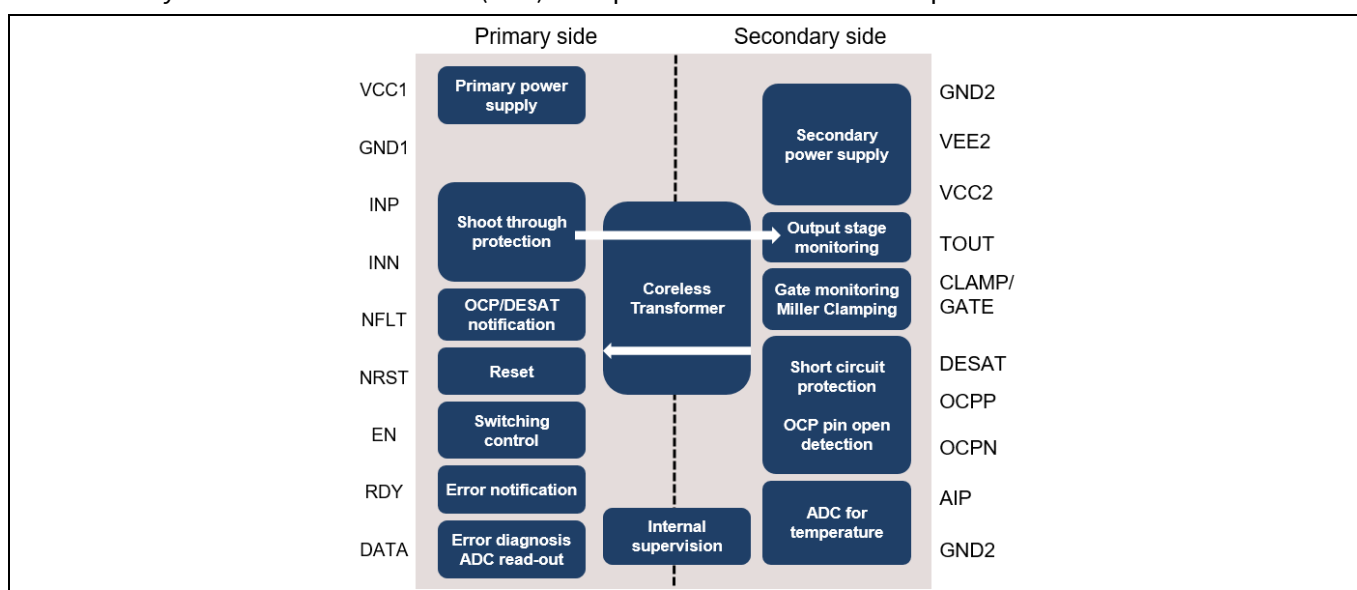 Primary side
Secondary side
VCC1
GND1
INP
INN
NFLT
NRST
EN
RDY
DATA
Primary power
supply
Shoot through
protection
OCP/DESAT
notification
Reset
Switching
control
Error notification
Error diagnosis
ADC read-out
Coreless
Transformer
Internal
supervision
Secondary
power supply
Output stage
monitoring
Gate monitoring
Miller Clamping
Short circuit
protection
OCP pin open
detection
ADC for
temperature
GND2
VEE2
VCC2
TOUT
CLAMP/
GATE
DESAT
OCPP
OCPN
AIP
GND2